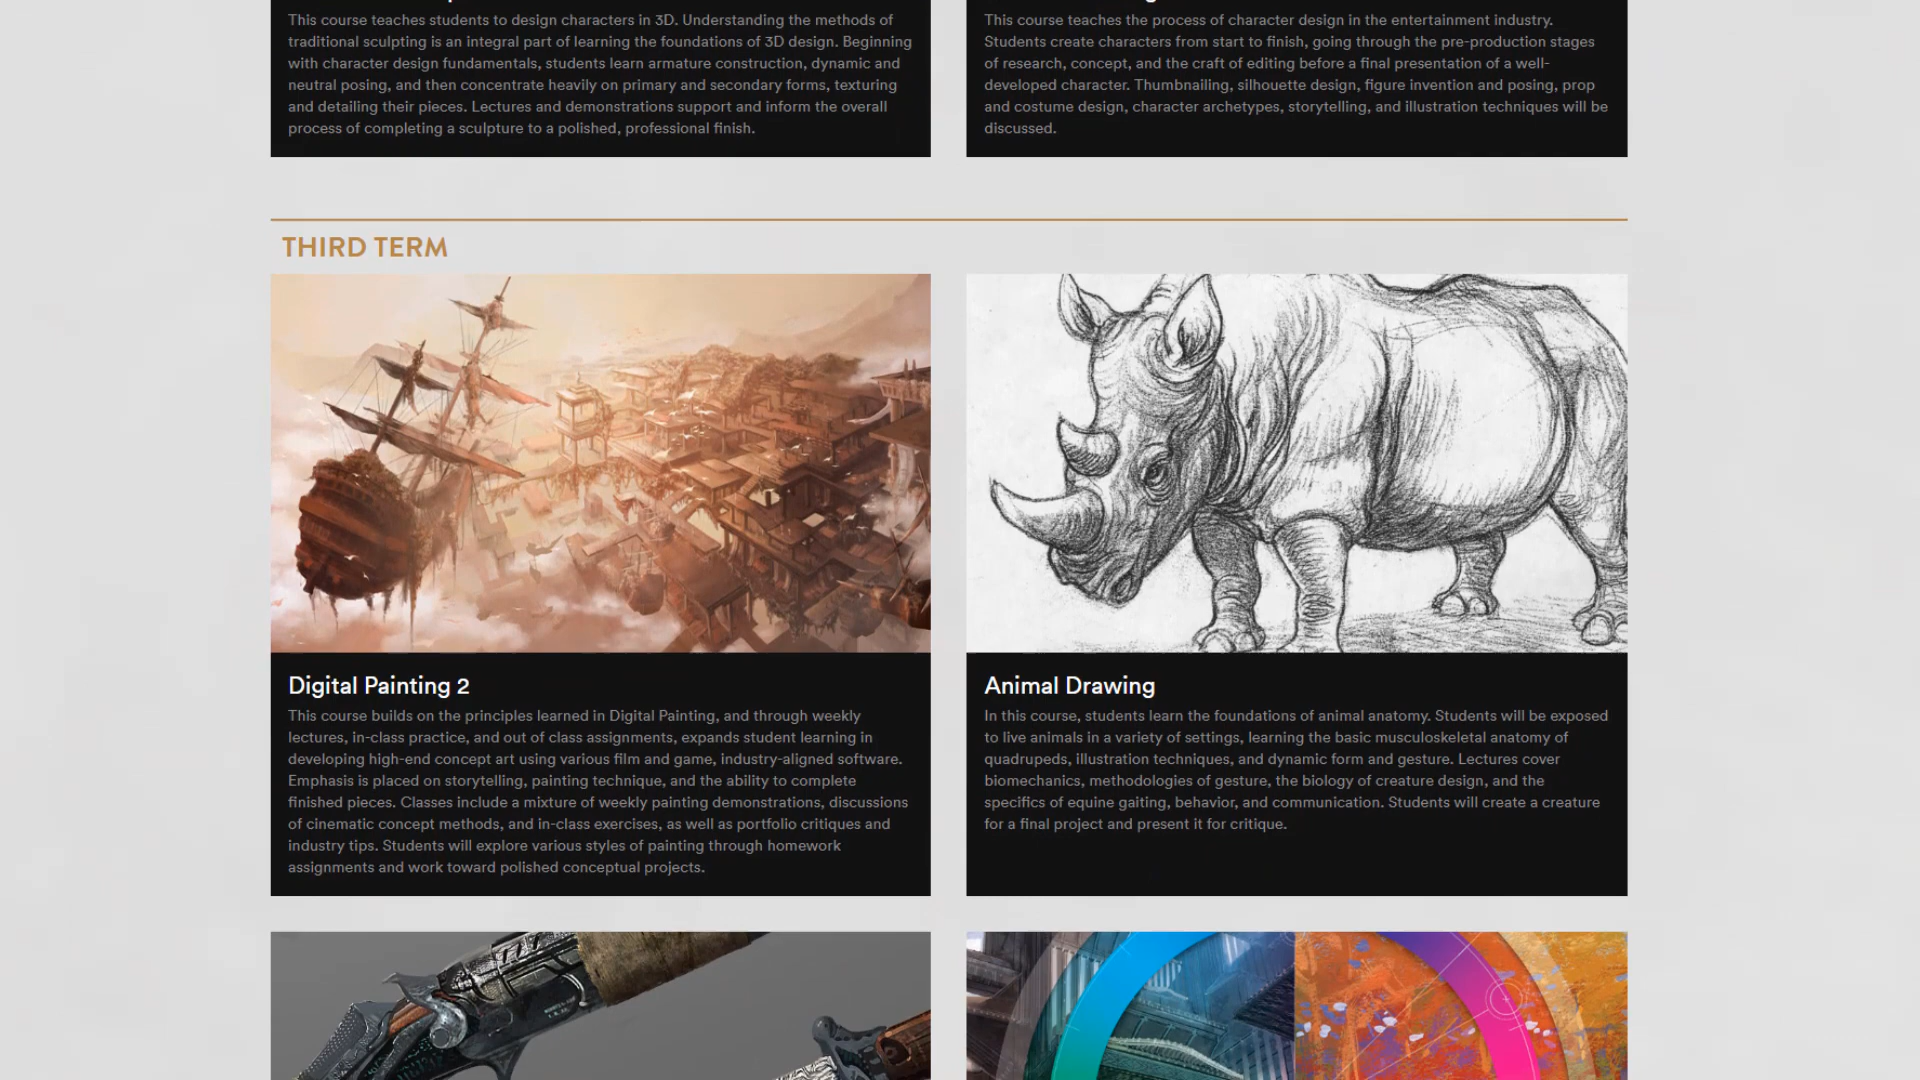 This course teaches students to design characters in 3D. Understanding the methods of
traditional sculpting is an integral part of learning the foundations of 3D design. Beginning
with character design fundamentals, students learn armature construction, dynamic and
neutral posing, and then concentrate heavily on primary and secondary forms, texturing
and detailing their pieces. Lectures and demonstrations support and inform the overall
process of completing a sculpture to a polished, professional finish.
This course teaches the process of character design in the entertainment industry.
Students create characters from start to finish, going through the pre-production stages
of research, concept, and the craft of editing before a final presentation of a well-
developed character. Thumbnailing, silhouette design, figure invention and posing, prop
and costume design, character archetypes, storytelling, and illustration techniques will be
discussed.
THIRD TERM
Digital Painting 2
This course builds on the principles learned in Digital Painting, and through weekly
lectures, in-class practice, and out of class assignments, expands student learning in
developing high-end concept art using various film and game, industry-aligned software.
Emphasis is placed on storytelling, painting technique, and the ability to complete
finished pieces. Classes include a mixture of weekly painting demonstrations, discussions
of cinematic concept methods, and in-class exercises, as well as portfolio critiques and
industry tips. Students will explore various styles of painting through homework
assignments and work toward polished conceptual projects.
Animal Drawing
In this course, students learn the foundations of animal anatomy. Students will be exposed
to live animals in a variety of settings, learning the basic musculoskeletal anatomy of
quadrupeds, illustration techniques, and dynamic form and gesture. Lectures cover
biomechanics, methodologies of gesture, the biology of creature design, and the
specifics of equine gaiting, behavior, and communication. Students will create a creature
for a final project and present it for critique.